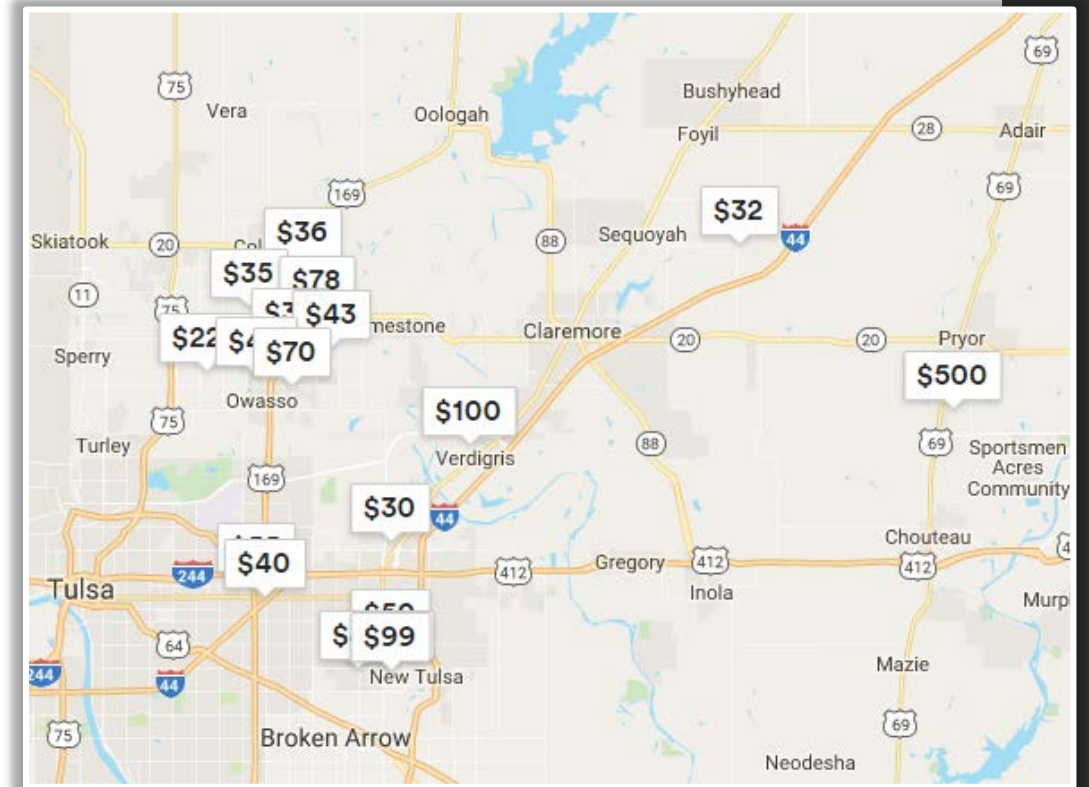 69
75
Bushyhead
Vera
Oologah
Foyil
28
Adair
169
69
$32
$36
Skiatook
20
88
Sequoyah
44
$35
$78
11
75
$43
Claremore
20
20
Pryor
$22
$70
Sperry
$500
Owasso
$100
75
Turley
88
69
Sportsmen
Acres
Community
Verdigris
169
$30
44
Chouteau
$40
244
412
Gregory
412
412
Tulsa
Inola
$99
64
Mazie
244
44
New Tulsa
75
Broken Arrow
69
Neodesha